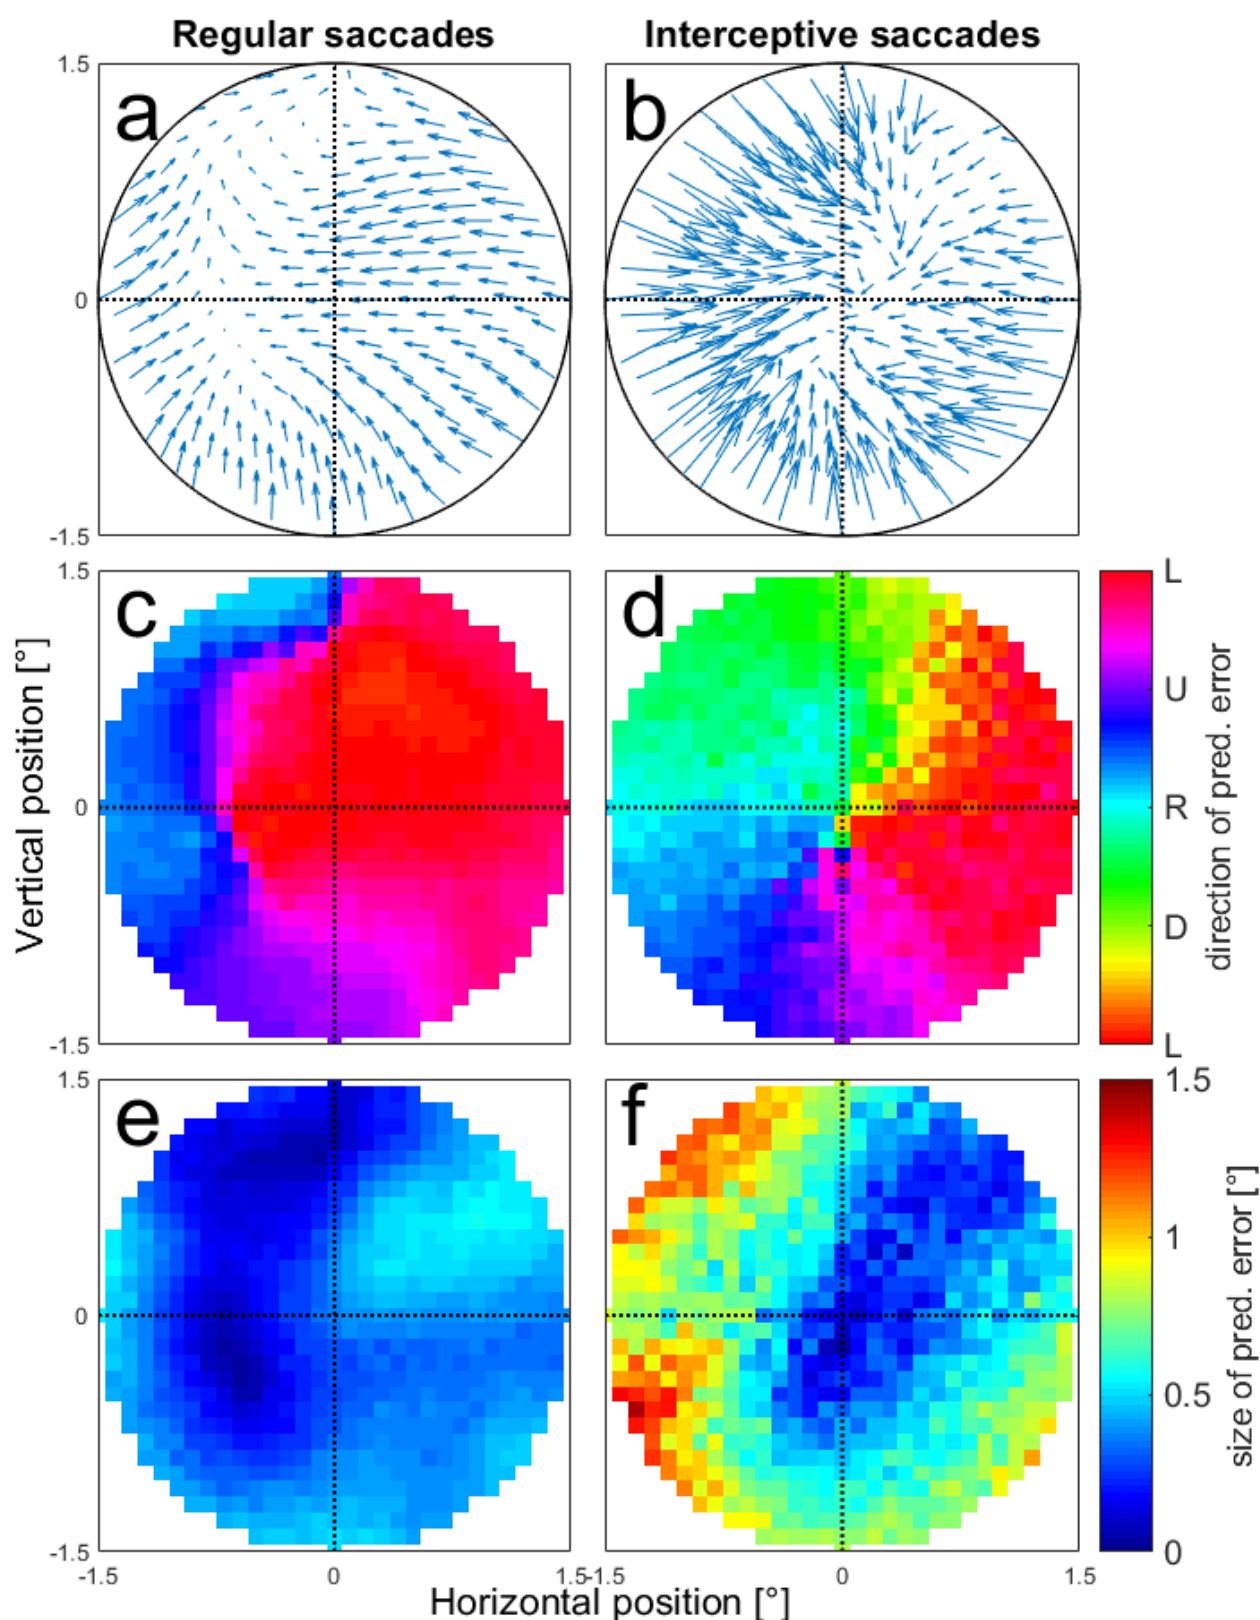 Regular saccades
Interceptive saccades
1.5
a
b
0
-1.5
1.5
c
d
L
U
R
D
L
direction of pred. error
Vertical position [°]
0
-1.5
1.5
e
f
1.5
1
0.5
0
size of pred. error [°]
0
-1.5
-1.5
0
1.5
-1.5
0
1.5
Horizontal position [°]